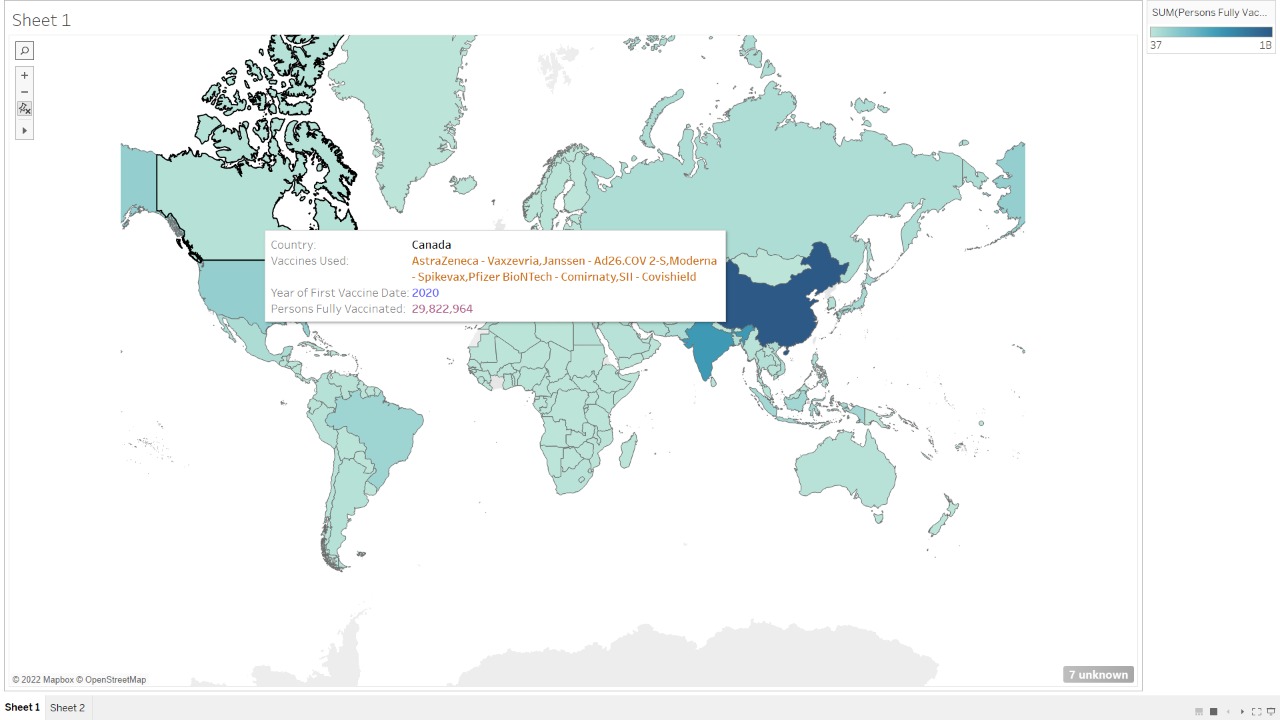 Sheet 1
SUM(Persons Fully Vac...
37 1B
Country: Canada
Vaccines Used: AstraZeneca - Vaxzevria,Janssen - Ad26.COV 2-S,Moderna
- Spikevax,Pfizer BioNTech - Comirnaty,SII - Covishield
Year of First Vaccine Date: 2020
Persons Fully Vaccinated: 29,822,964
© 2022 Mapbox © OpenStreetMap
7 unknown
Sheet 1 Sheet 2